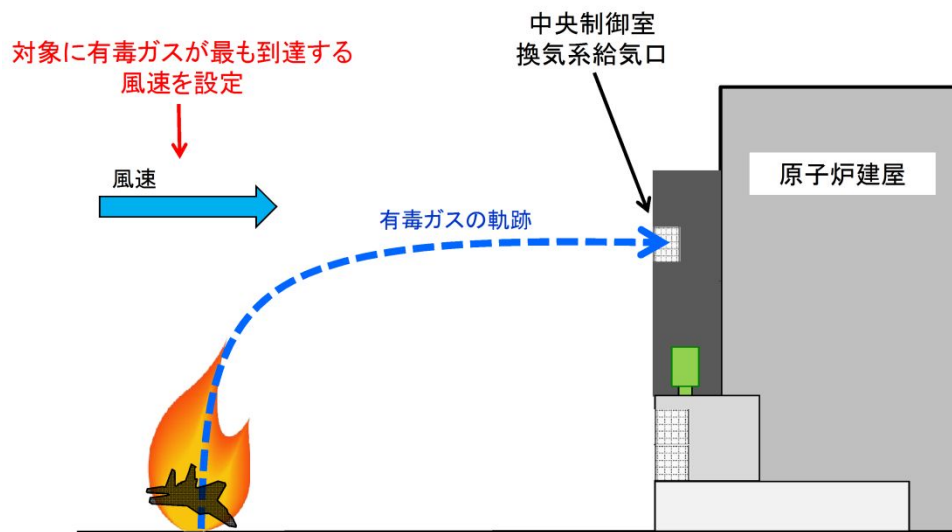 対象に有毒ガスが最も到達する
風速を設定
中央制御室
換気系給気口
風速
原子炉建屋
有毒ガスの軌跡